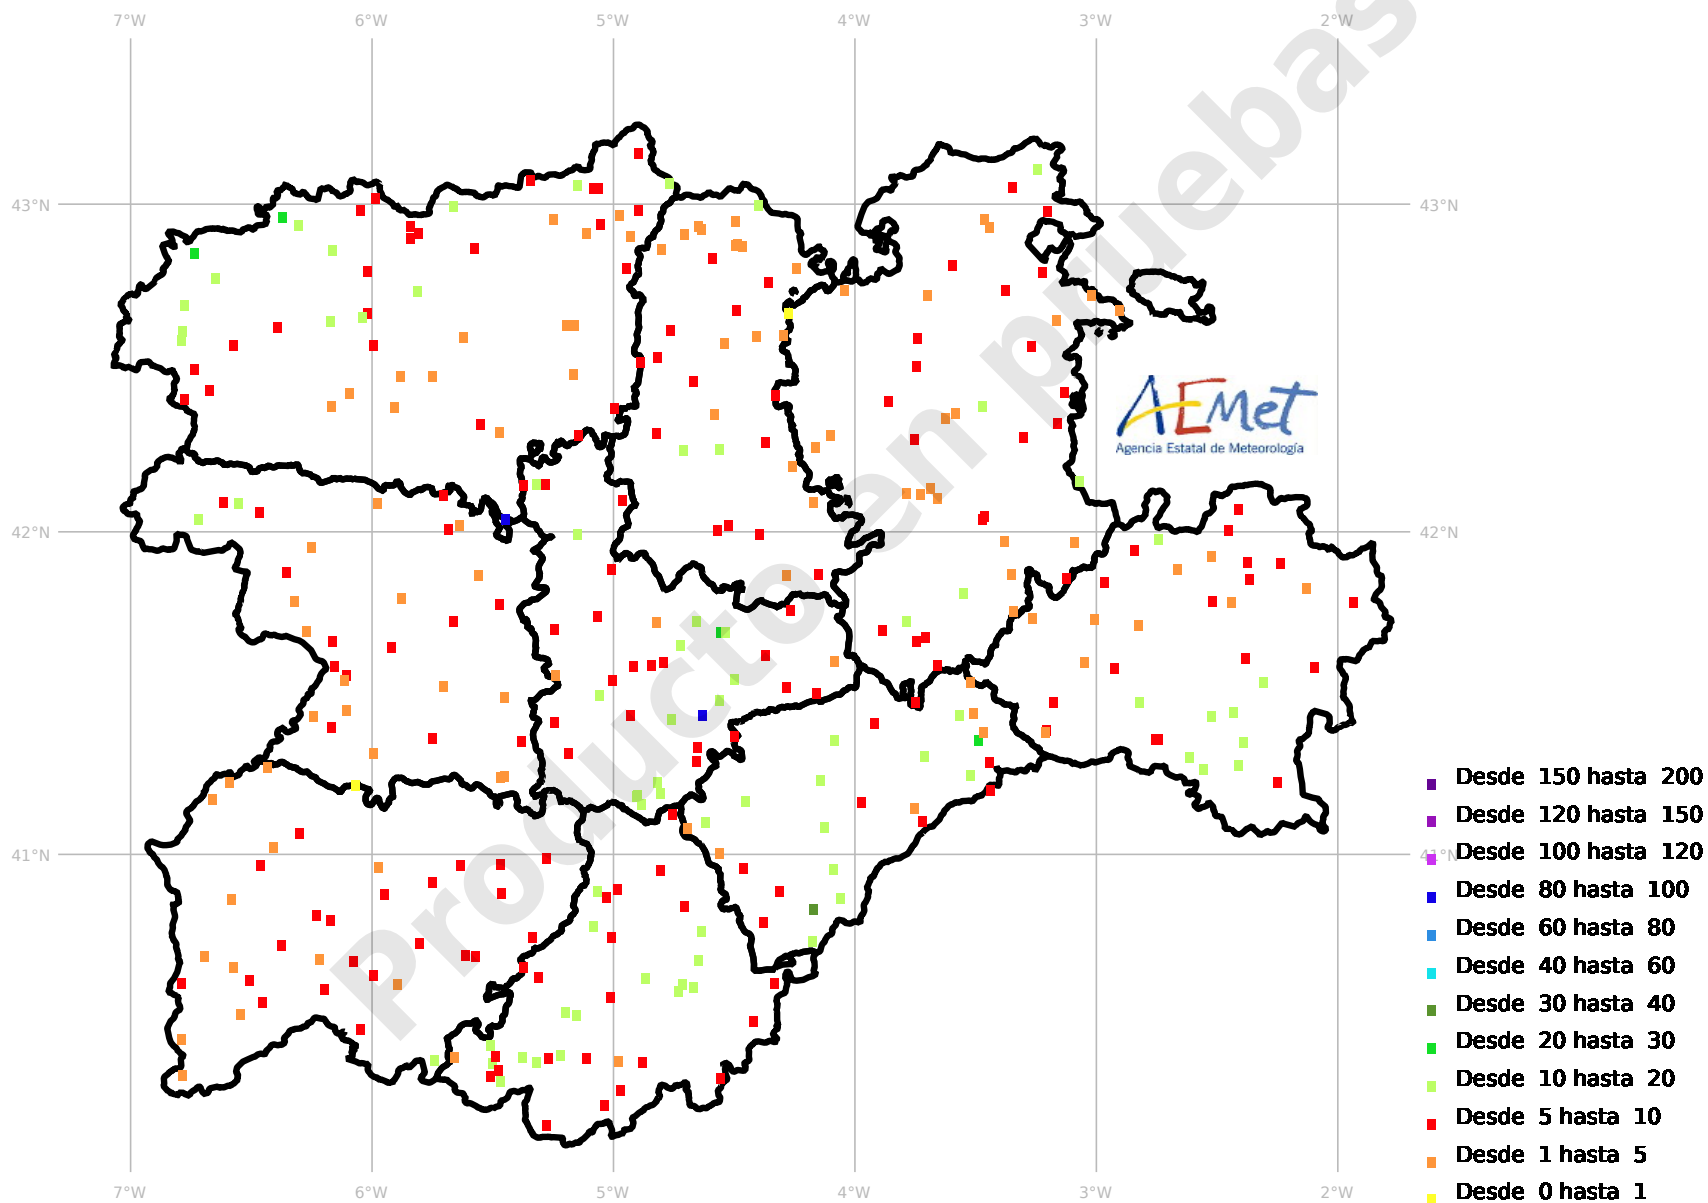 7°W 6°W 5°W 4°W 3°W 2°W
Producto en pruebas
43°N 43°N
AEMet
Agencia Estatal de Meteorología
42°N 42°N
Desde 150 hasta 200
Desde 120 hasta 150
41°N 41°N
Desde 100 hasta 120
Desde 80 hasta 100
Desde 60 hasta 80
Desde 40 hasta 60
Desde 30 hasta 40
Desde 20 hasta 30
Desde 10 hasta 20
Desde 5 hasta 10
Desde 1 hasta 5
Desde 0 hasta 1
7°W 6°W 5°W 4°W 3°W 2°W